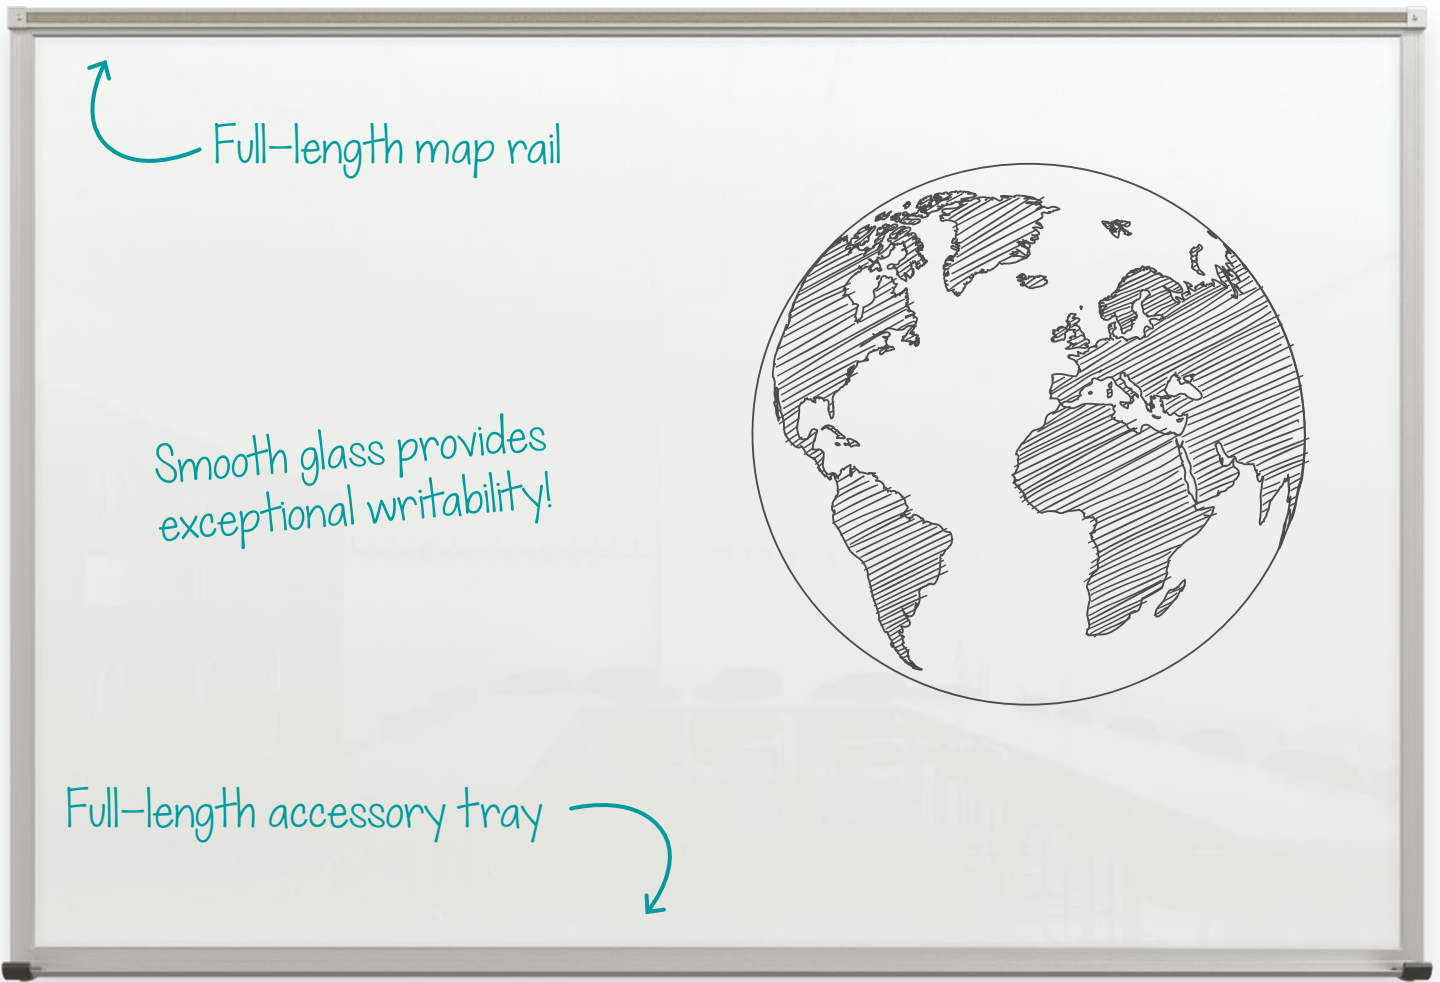 Full-length map rail
Smooth glass provides
exceptional writability!
Full-length accessory tray